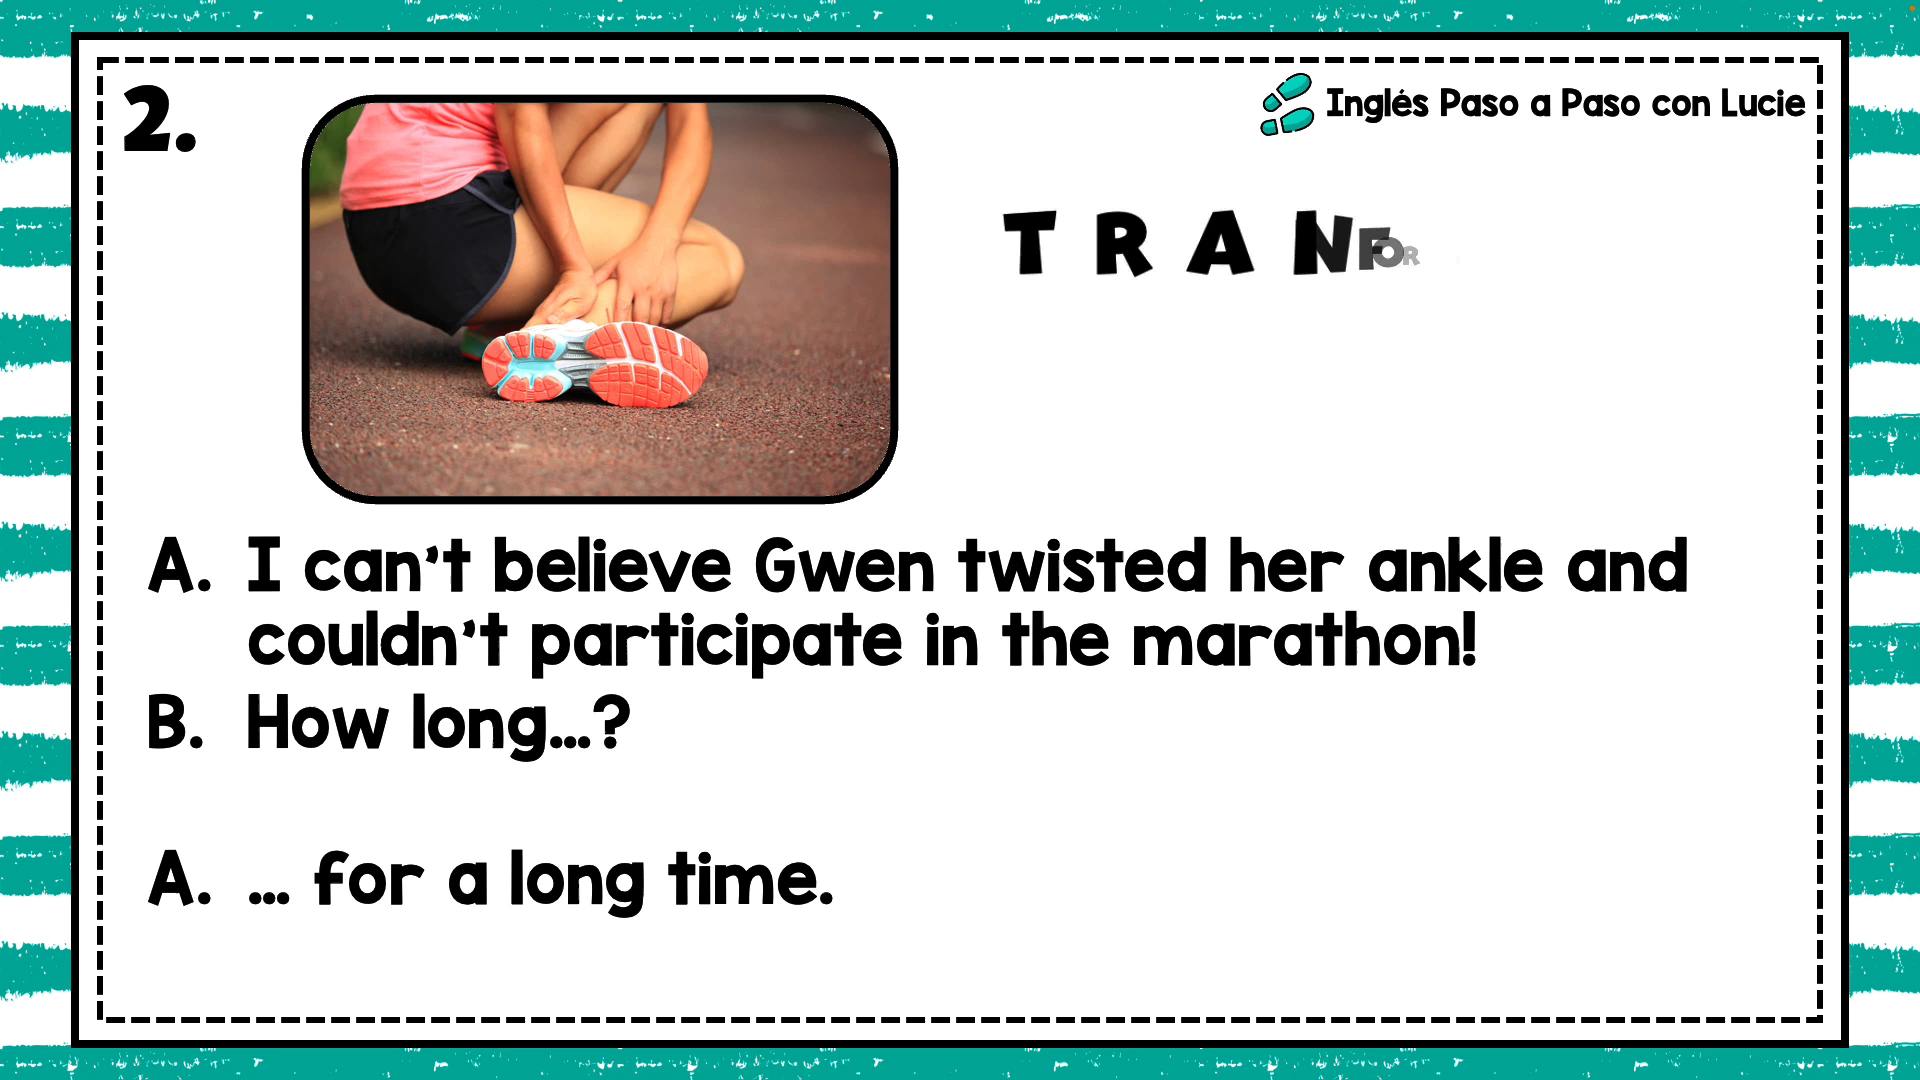 2.
Inglés Paso a Paso con Lucie
TRANFOR
A. I can't believe Gwen twisted her ankle and
couldn't participate in the marathon!
B. How long...?
A. ... for a long time.